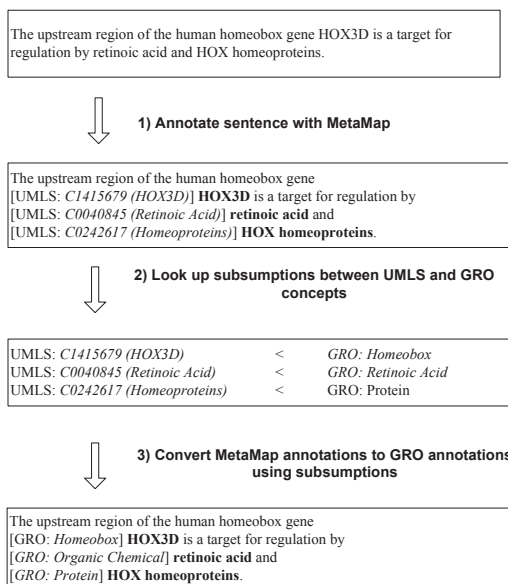 The upstream region of the human homeobox gene HOX3D is a target for
regulation by retinoic acid and HOX homeoproteins.
1) Annotate sentence with MetaMap
The upstream region of the human homeobox gene
[UMLS: C1415679 (HOX3D)] HOX3D is a target for regulation by
[UMLS: C0040845 (Retinoic Acid)] retinoic acid and
[UMLS: C0242617 (Homeoproteins)] HOX homeoproteins.
2) Look up subsumptions between UMLS and GRO
concepts
UMLS: C1415679 (HOX3D) < GRO: Homeobox
UMLS: C0040845 (Retinoic Acid) < GRO: Retinoic Acid
UMLS: C0242617 (Homeoproteins) < GRO: Protein
3) Convert MetaMap annotations to GRO annotations
using subsumptions
The upstream region of the human homeobox gene
[GRO: Homeobox] HOX3D is a target for regulation by
[GRO: Organic Chemical] retinoic acid and
[GRO: Protein] HOX homeoproteins.